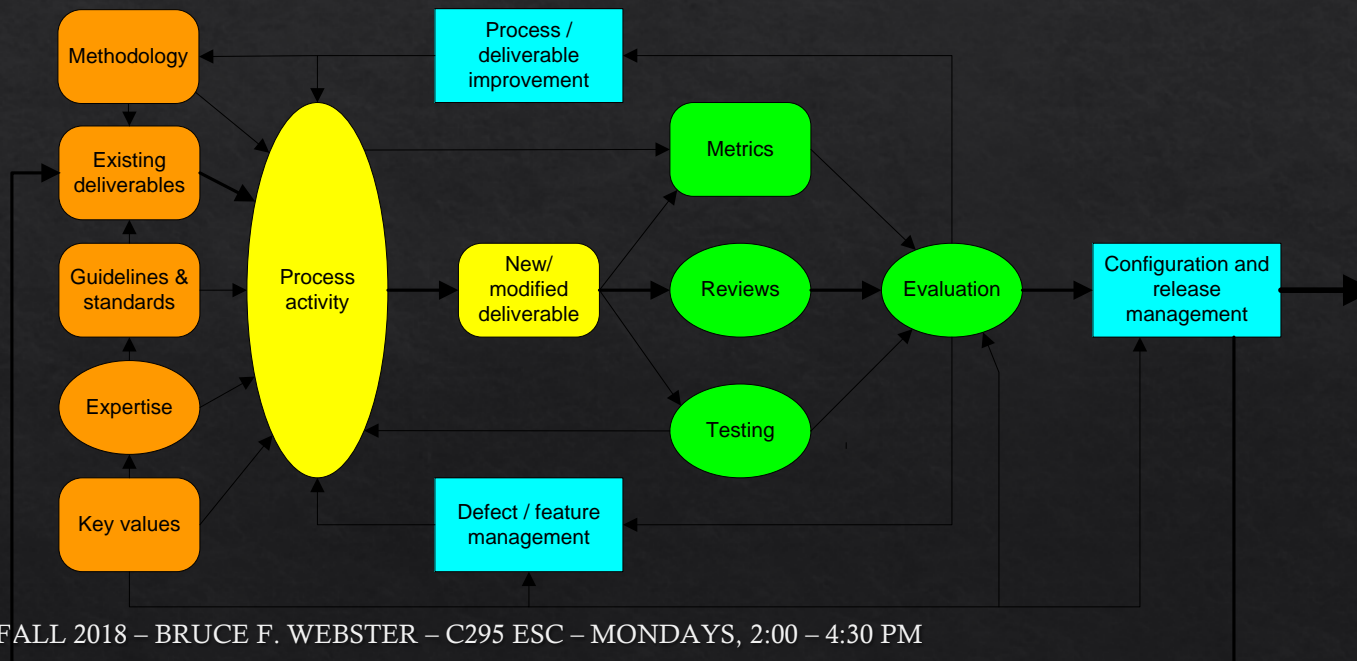 Methodology
Process /
deliverable
improvement
Existing
deliverables
Metrics
Guidelines &
standards
Process
activity
New/
modified
deliverable
Reviews
Evaluation
Configuration and
release
management
Expertise
Testing
Key values
Defect / feature
management
FALL 2018 – BRUCE F. WEBSTER – C295 ESC – MONDAYS, 2:00 – 4:30 PM